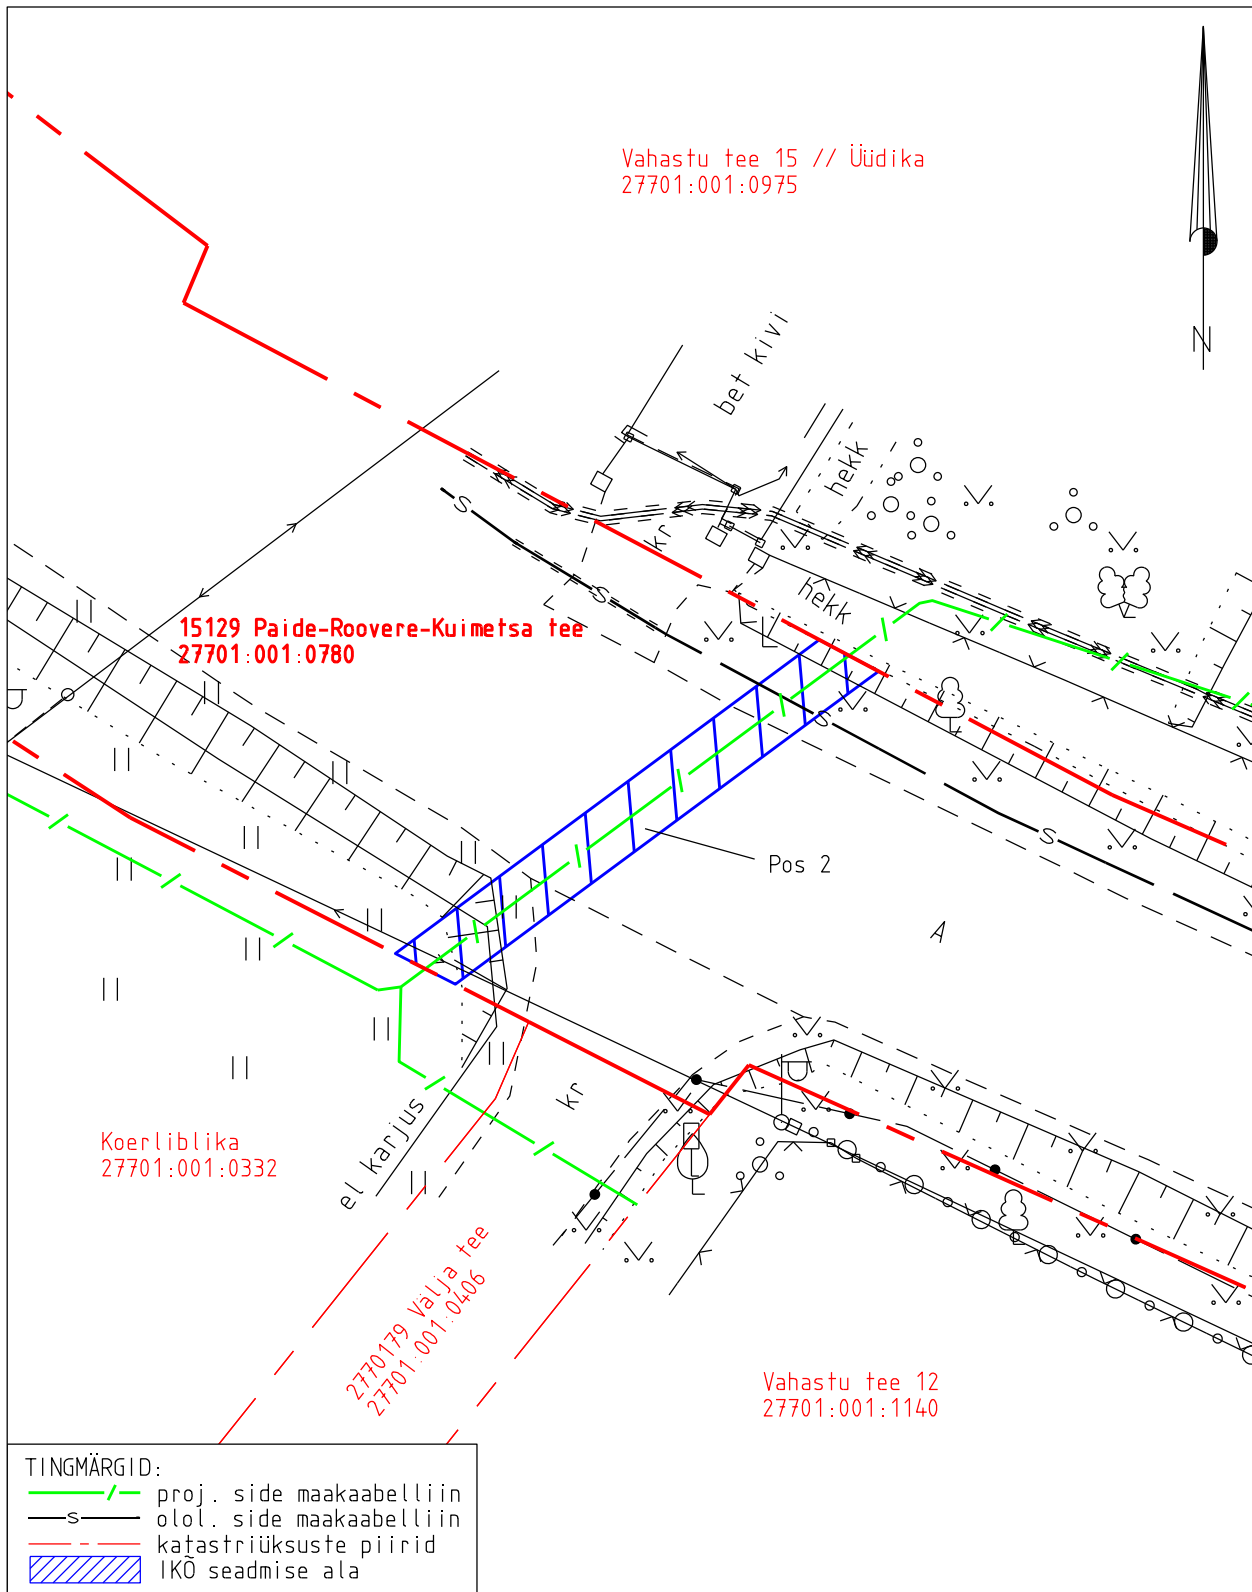 Vahastu tee 15 // Üüdika
27701:001:0975
N
bet kivi
hekk
S
kr
hekk
S
15129 Paide-Roovere-Kuimetsa tee
27701:001:0780
S
Pos 2
S
A
kr
el karjus
Koerliblika
27701:001:0332
2770179 Välja tee
27701:001:0406
Vahastu tee 12
27701:001:1140
TINGMÄRGID:
proj. side maakaabelliin
S
olol. side maakaabelliin
katastriüksuste piirid
IKÕ seadmise ala